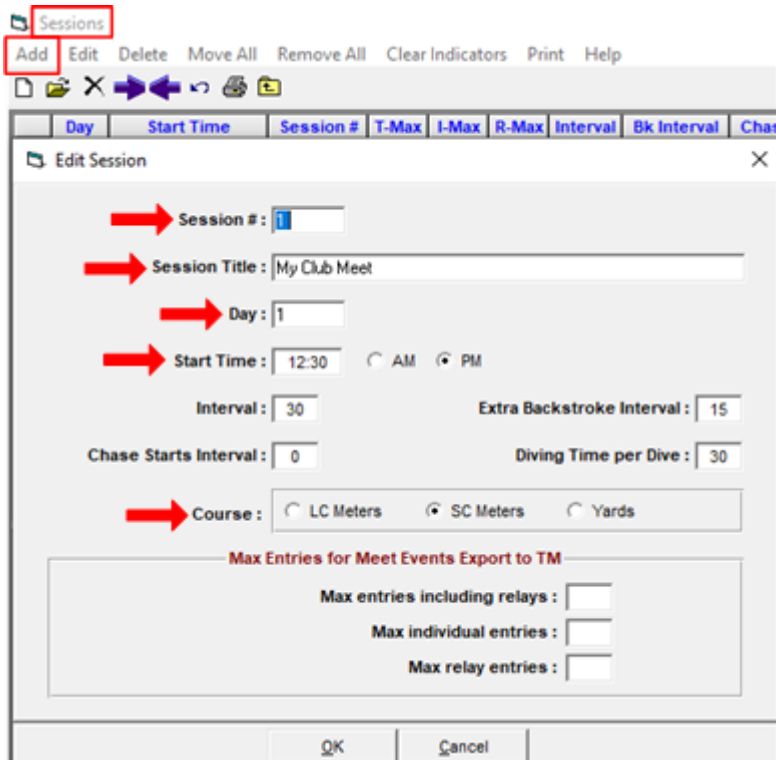 Sessions
Add Edit Delete Move All Remove All Clear Indicators Print Help
Day Start Time Session # T-Max I-Max R-Max Interval Bk Interval Chas
Edit Session
Session # : 1
Session Title : My Club Meet
Day : 1
Start Time : 12:30 AM PM
Interval : 30 Extra Backstroke Interval : 15
Chase Starts Interval : 0 Diving Time per Dive : 30
Course : LC Meters SC Meters Yards
Max Entries for Meet Events Export to TM
Max entries including relays :
Max individual entries :
Max relay entries :
OK Cancel